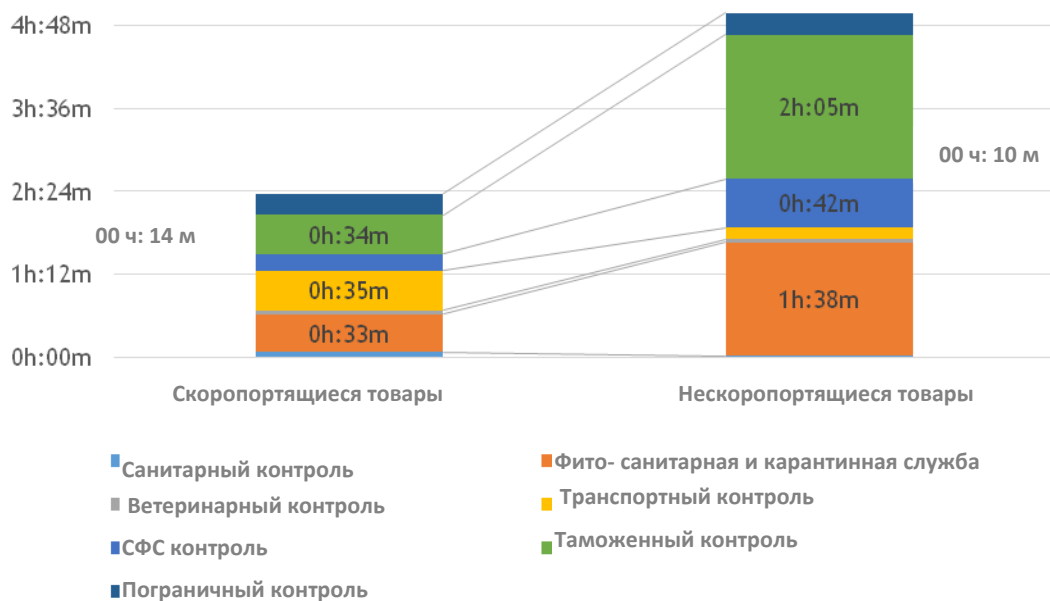 4h:48m
3h:36m
2h:24m
1h:12m
0h:00m
2h:05m
00 ч: 10 м
0h:42m
1h:38m
00 ч: 14 м
0h:34m
0h:35m
0h:33m
Скоропортящиеся товары
Нескоропортящиеся товары
Санитарный контроль
Фито- санитарная и карантинная служба
Ветеринарный контроль
Транспортный контроль
СФС контроль
Таможенный контроль
Пограничный контроль